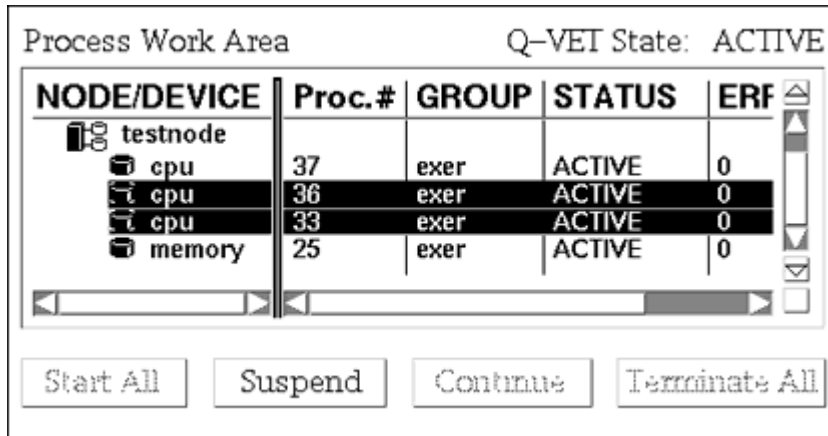 Process Work Area Q–VET State: ACTIVE
NODE/DEVICE Proc.# GROUP STATUS ERR
testnode
cpu 37 exer ACTIVE 0
cpu 36 exer ACTIVE 0
cpu 33 exer ACTIVE 0
memory 25 exer ACTIVE 0
Start All Suspend Continue Terminate All